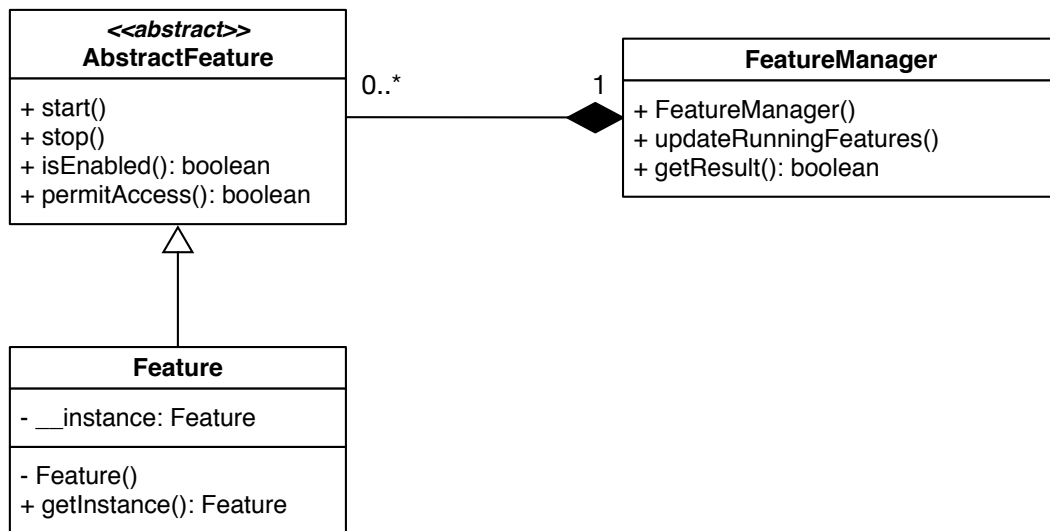 <<abstract>>
AbstractFeature
+ start()
+ stop()
+ isEnabled(): boolean
+ permitAccess(): boolean
0..*
1
FeatureManager
+ FeatureManager()
+ updateRunningFeatures()
+ getResult(): boolean
Feature
- __instance: Feature
- Feature()
+ getInstance(): Feature